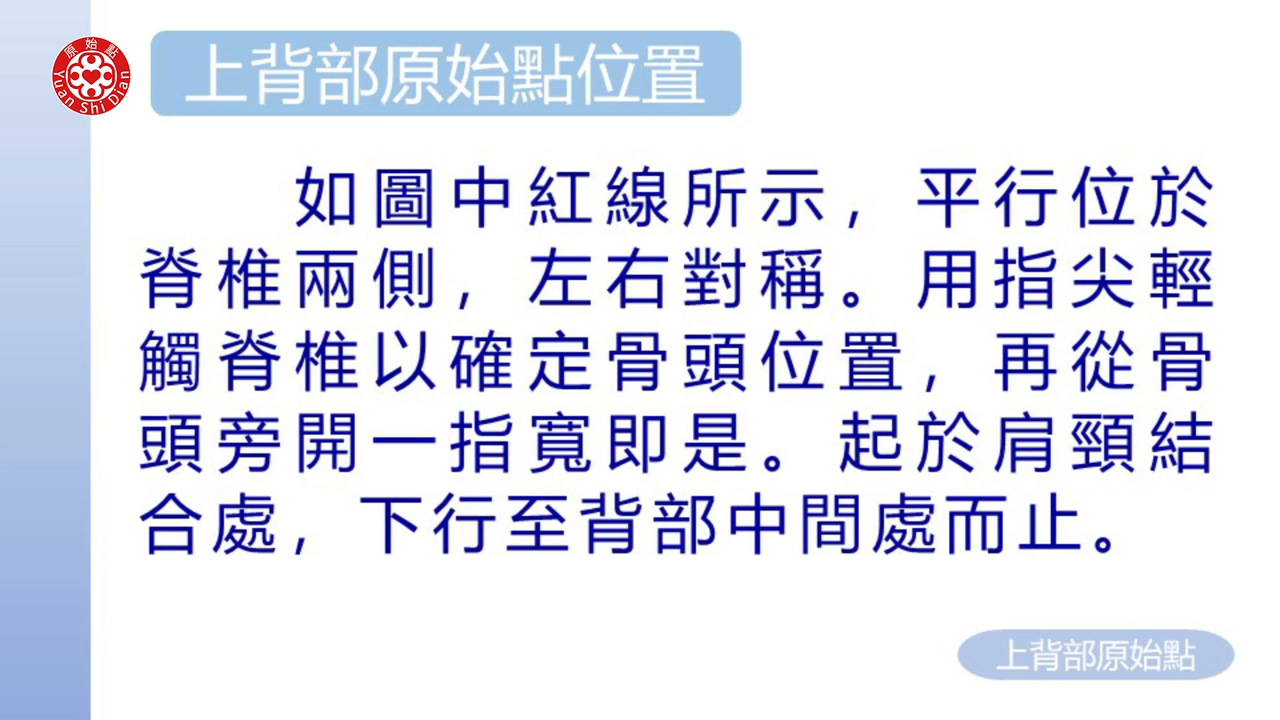 原始點
Yuan Shi Dian
上背部原始點位置
如圖中紅線所示，平行位於
脊椎兩側，左右對稱。用指尖輕
觸脊椎以確定骨頭位置，再從骨
頭旁開一指寬即是。起於肩頸結
合處，下行至背部中間處而止。
上背部原始點